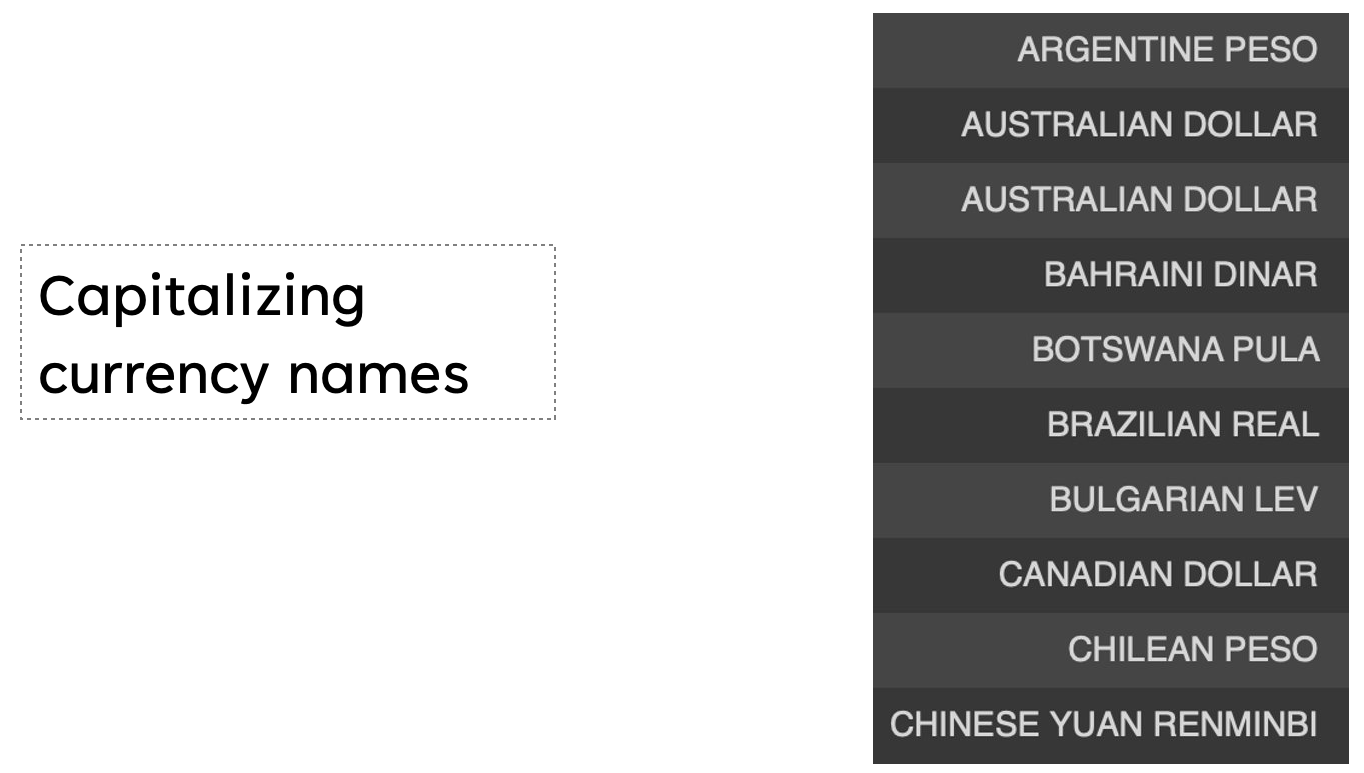 Capitalizing
currency names
ARGENTINE PESO
AUSTRALIAN DOLLAR
AUSTRALIAN DOLLAR
BAHRAINI DINAR
BOTSWANA PULA
BRAZILIAN REAL
BULGARIAN LEV
CANADIAN DOLLAR
CHILEAN PESO
CHINESE YUAN RENMINBI